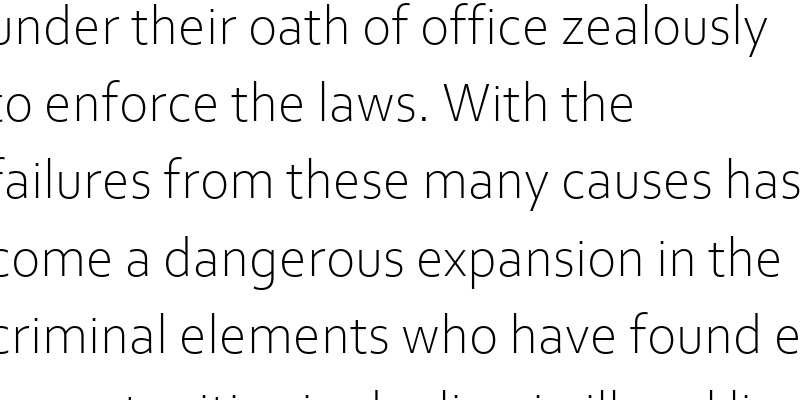 under their oath of office zealously
to enforce the laws. With the
failures from these many causes has
come a dangerous expansion in the
criminal elements who have found e